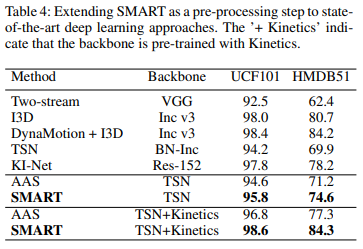 Table 4: Extending SMART as a pre-processing step to state-
of-the-art deep learning approaches. The '+ Kinetics' indi-
cate that the backbone is pre-trained with Kinetics.
Method Backbone UCF101 HMDB51
Two-stream VGG 92.5 62.4
I3D Inc v3 98.0 80.7
DynaMotion + I3D Inc v3 98.4 84.2
TSN BN-Inc 94.2 69.9
KI-Net Res-152 97.8 78.2
AAS TSN 94.6 71.2
SMART TSN 95.8 74.6
AAS TSN+Kinetics 96.8 77.3
SMART TSN+Kinetics 98.6 84.3